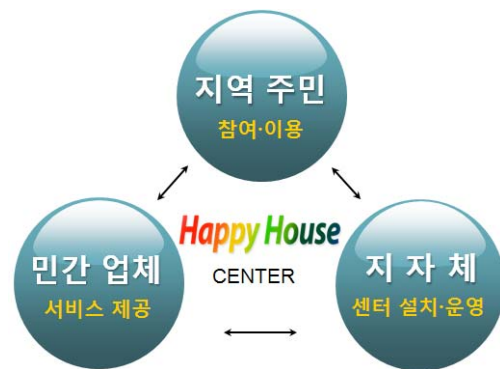 지역 주민
참여·이용
Happy House
CENTER
민간 업체
서비스 제공
지 자 체
센터 설치·운영